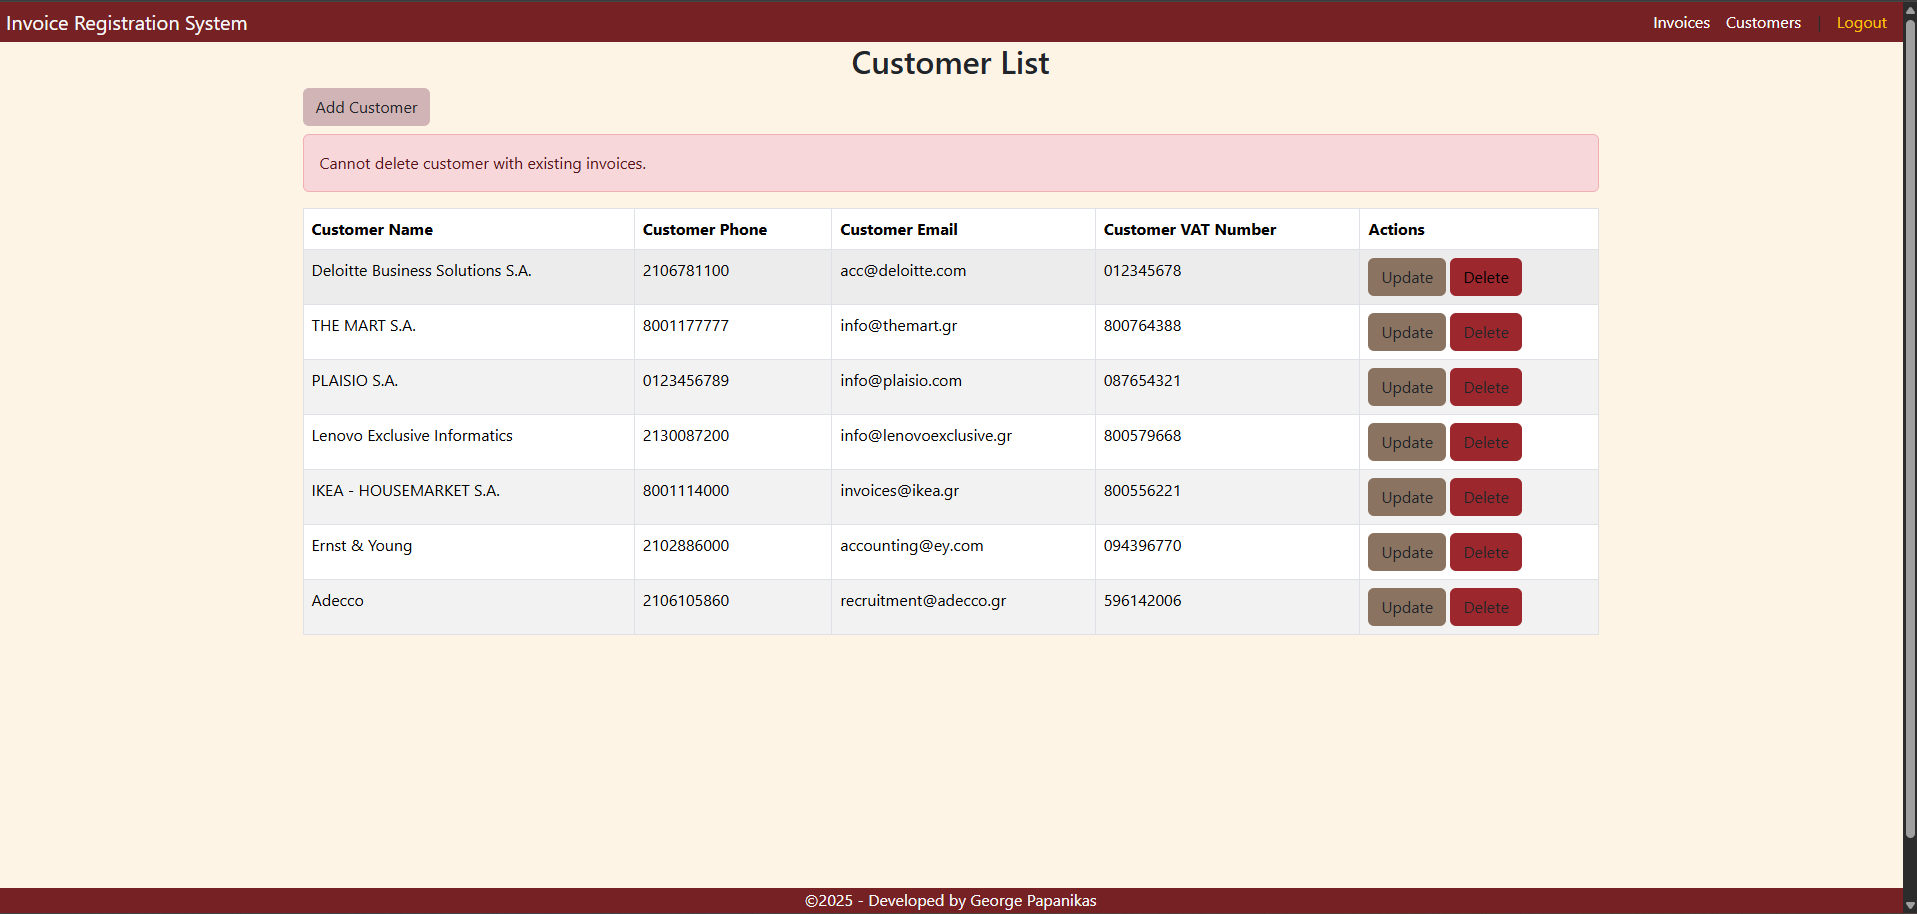 Invoice Registration System Invoices Customers Logout
Customer List
Add Customer
Cannot delete customer with existing invoices.
Customer Name Customer Phone Customer Email Customer VAT Number Actions
Deloitte Business Solutions S.A. 2106781100 acc@deloitte.com 012345678 Update Delete
THE MART S.A. 8001177777 info@themart.gr 800764388 Update Delete
PLAISIO S.A. 0123456789 info@plaisio.com 087654321 Update Delete
Lenovo Exclusive Informatics 2130087200 info@lenovoexclusive.gr 800579668 Update Delete
IKEA - HOUSEMARKET S.A. 8001114000 invoices@ikea.gr 800556221 Update Delete
Ernst & Young 2102886000 accounting@ey.com 094396770 Update Delete
Adecco 2106105860 recruitment@adecco.gr 596142006 Update Delete
©2025 - Developed by George Papanikas